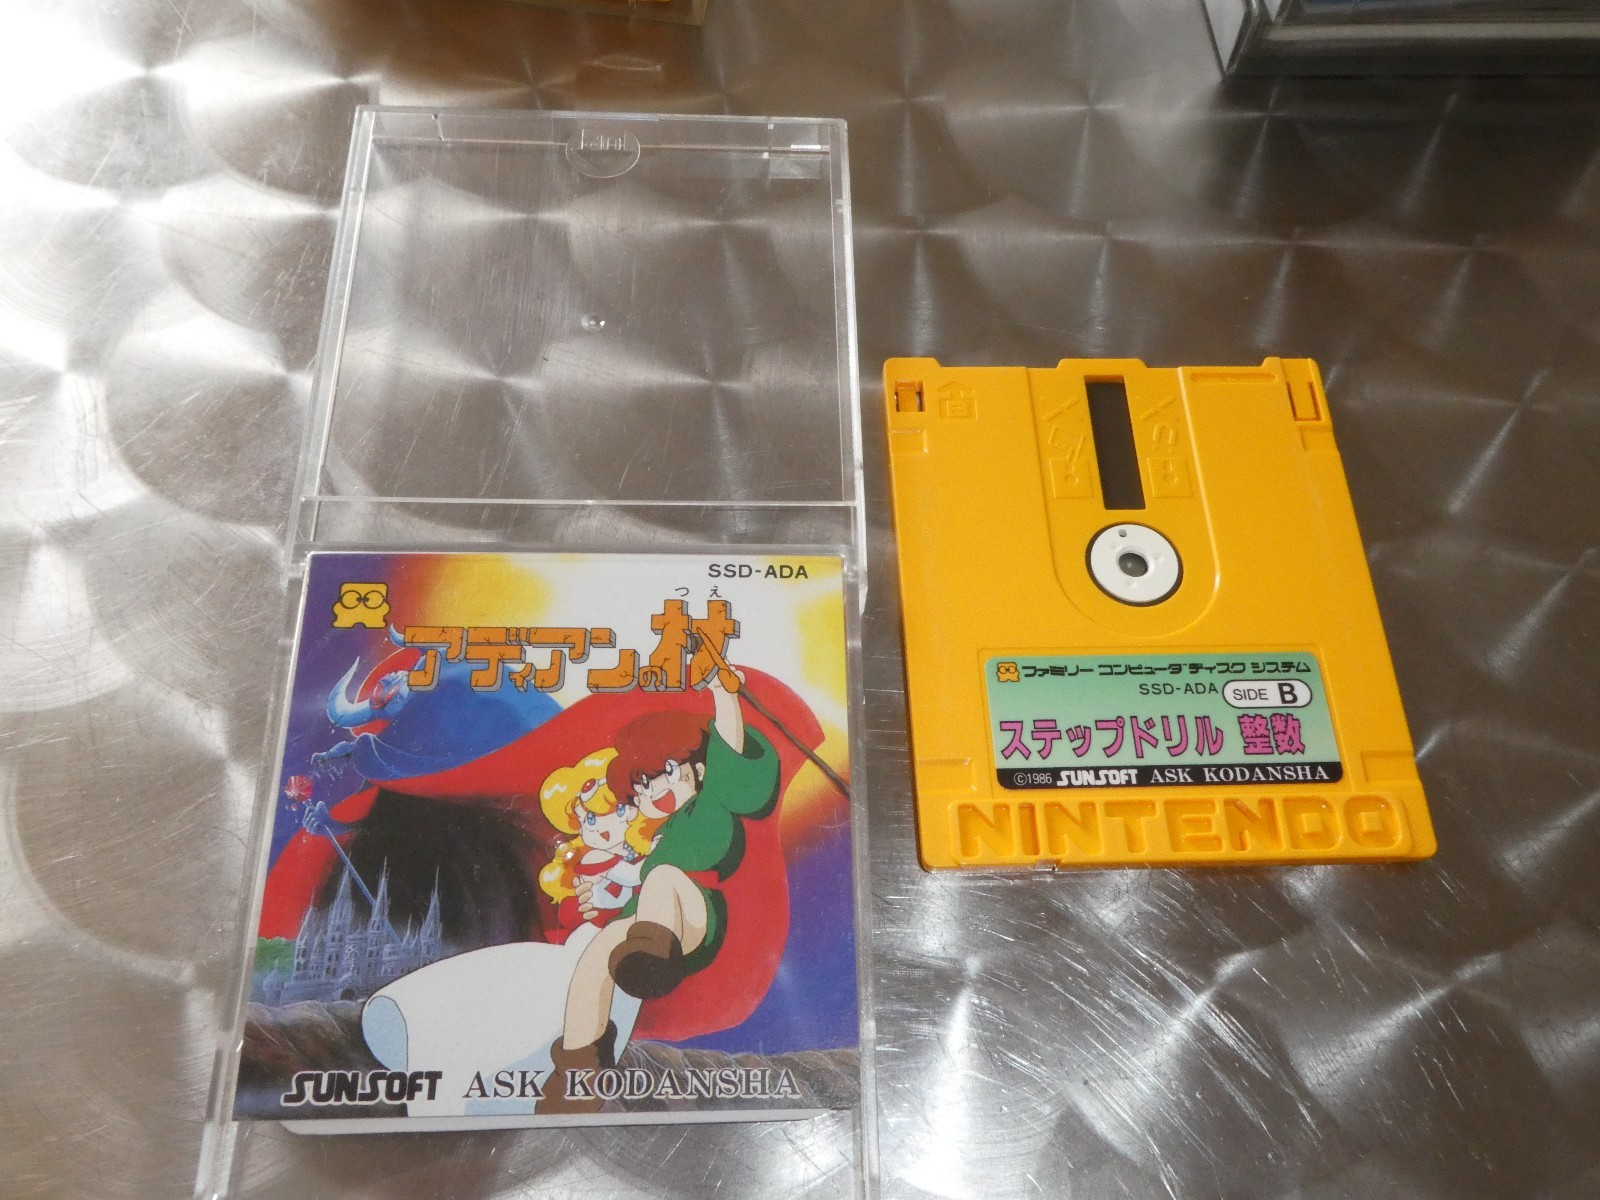 SSD-ADA
つえ
アディアンの杖
SUNSOFT ASK KODANSHA
ファミリー コンピュータ ディスク システム
SSD-ADA SIDE B
ステップドリル 整数
©1986 SUNSOFT ASK KODANSHA
NINTENDO